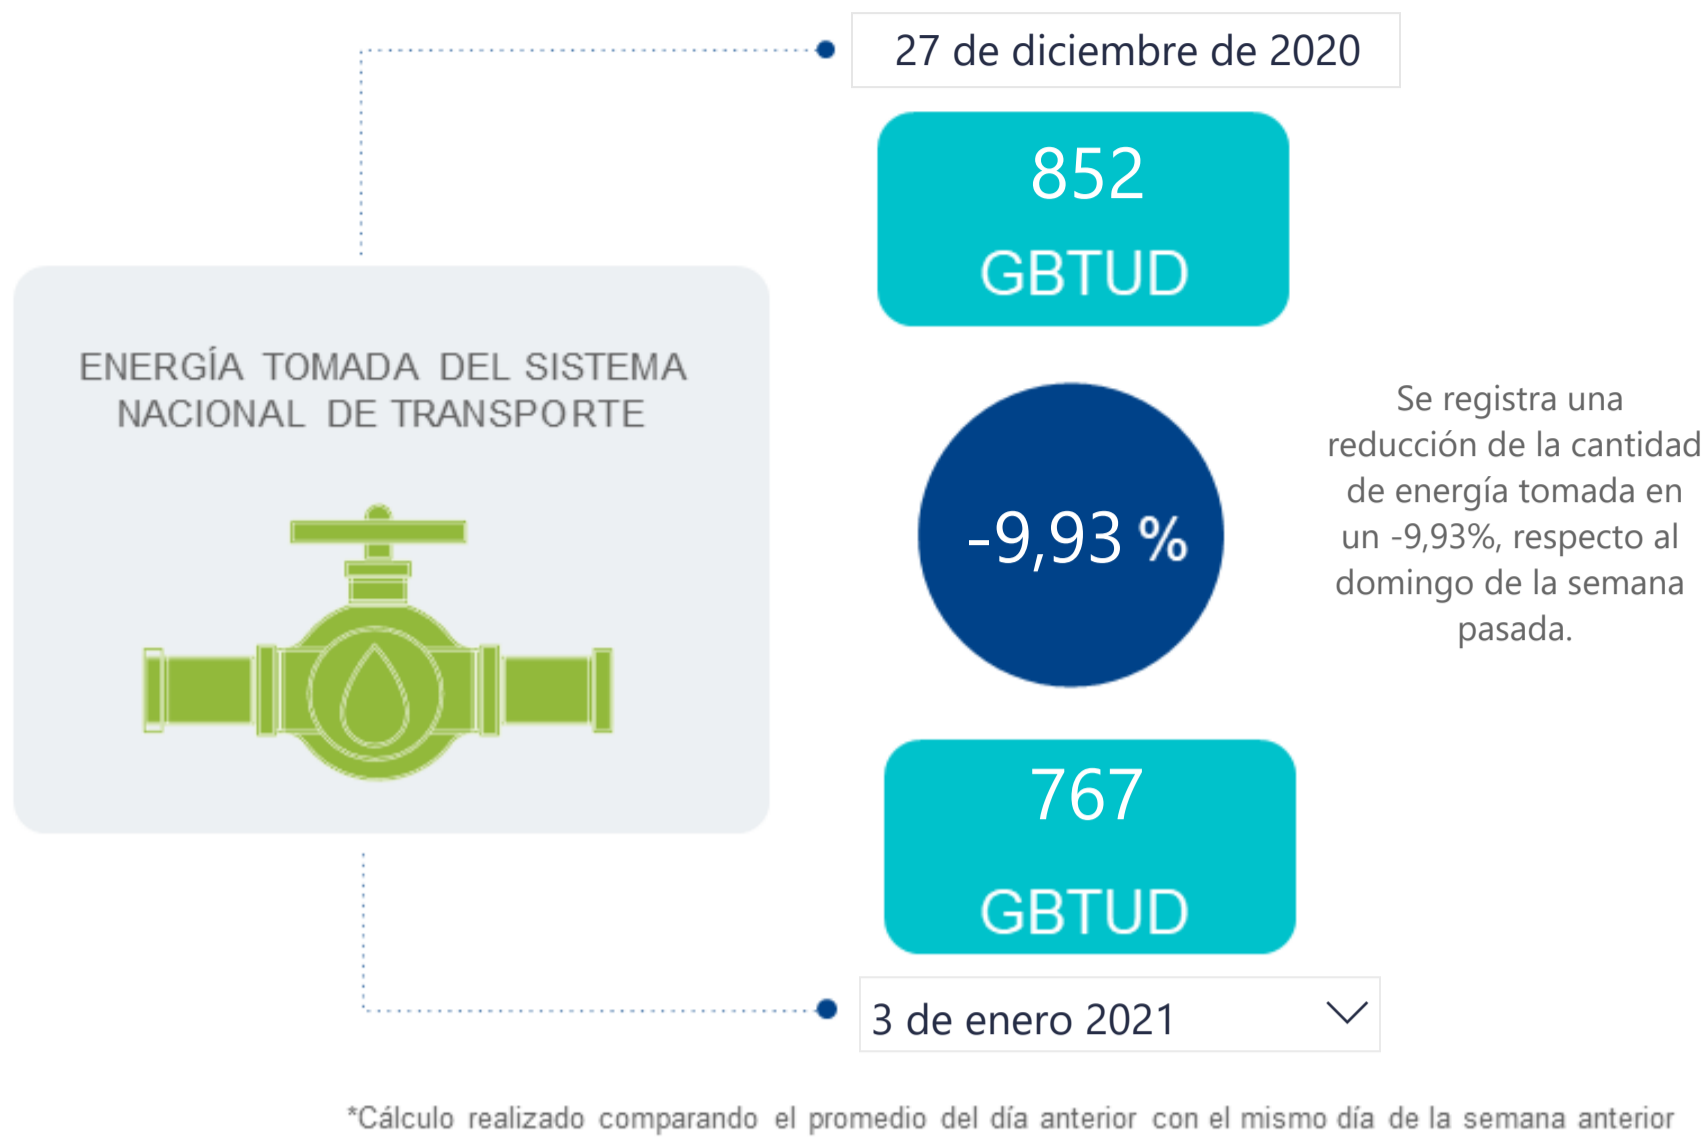 27 de diciembre de 2020
852
GBTUD
ENERGÍA TOMADA DEL SISTEMA
NACIONAL DE TRANSPORTE
-9,93 %
Se registra una
reducción de la cantidad
de energía tomada en
un -9,93%, respecto al
domingo de la semana
pasada.
767
GBTUD
3 de enero 2021
*Cálculo realizado comparando el promedio del día anterior con el mismo día de la semana anterior